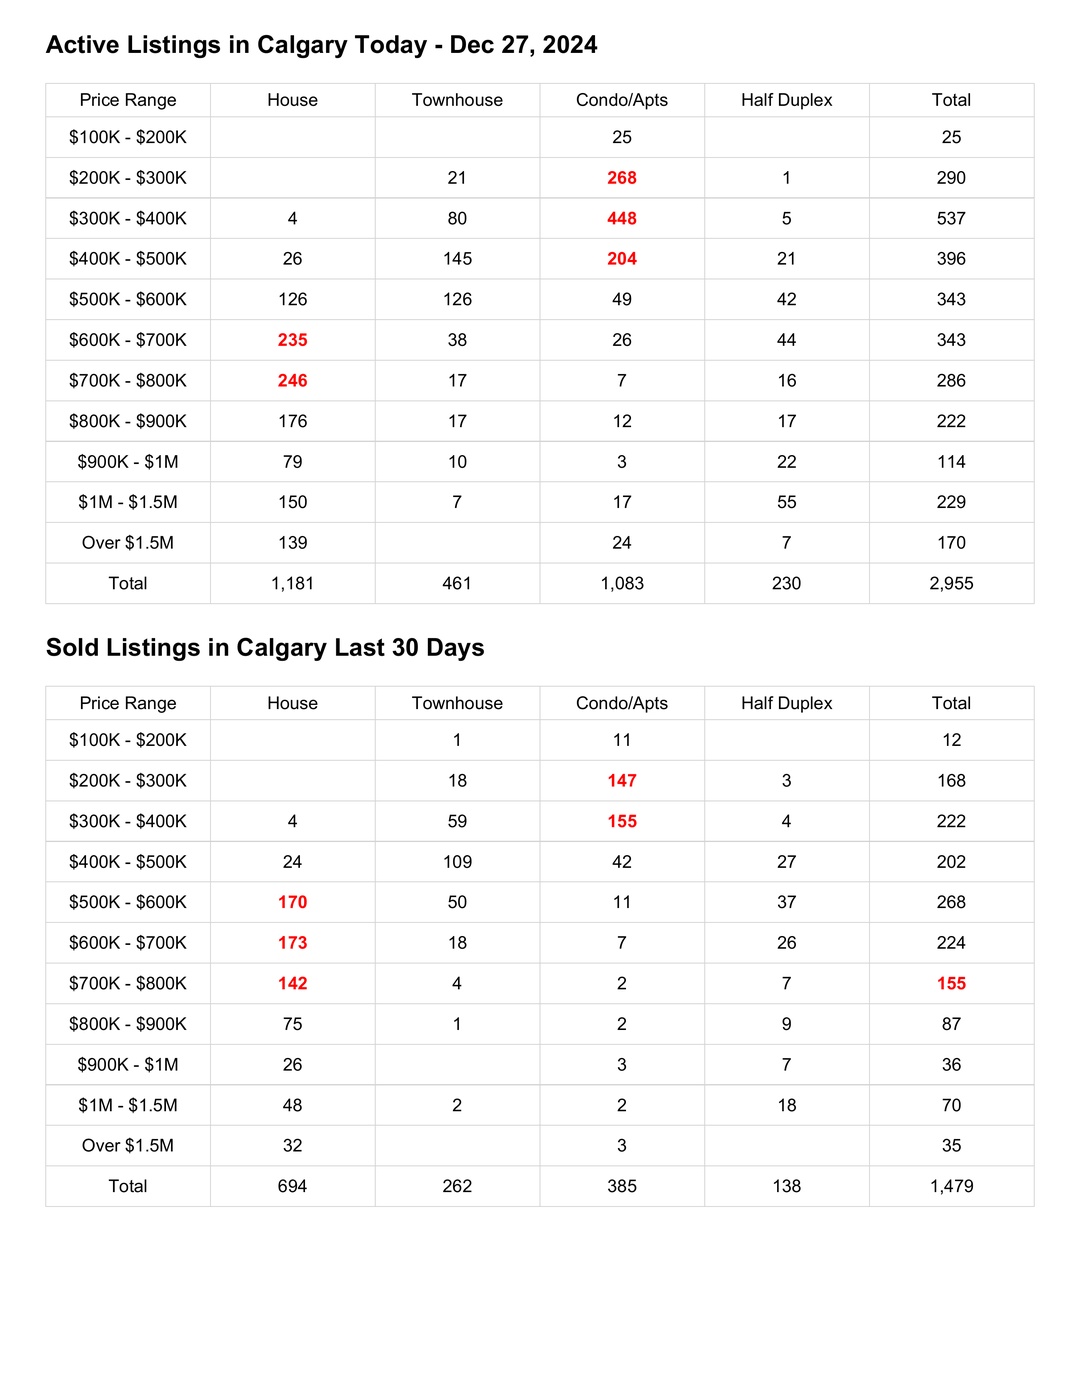 Active Listings in Calgary Today - Dec 27, 2024
Price Range House Townhouse Condo/Apts Half Duplex Total
$100K - $200K 25 25
$200K - $300K 21 268 1 290
$300K - $400K 4 80 448 5 537
$400K - $500K 26 145 204 21 396
$500K - $600K 126 126 49 42 343
$600K - $700K 235 38 26 44 343
$700K - $800K 246 17 7 16 286
$800K - $900K 176 17 12 17 222
$900K - $1M 79 10 3 22 114
$1M - $1.5M 150 7 17 55 229
Over $1.5M 139 24 7 170
Total 1,181 461 1,083 230 2,955
Sold Listings in Calgary Last 30 Days
Price Range House Townhouse Condo/Apts Half Duplex Total
$100K - $200K 1 11 12
$200K - $300K 18 147 3 168
$300K - $400K 4 59 155 4 222
$400K - $500K 24 109 42 27 202
$500K - $600K 170 50 11 37 268
$600K - $700K 173 18 7 26 224
$700K - $800K 142 4 2 7 155
$800K - $900K 75 1 2 9 87
$900K - $1M 26 3 7 36
$1M - $1.5M 48 2 2 18 70
Over $1.5M 32 3 35
Total 694 262 385 138 1,479